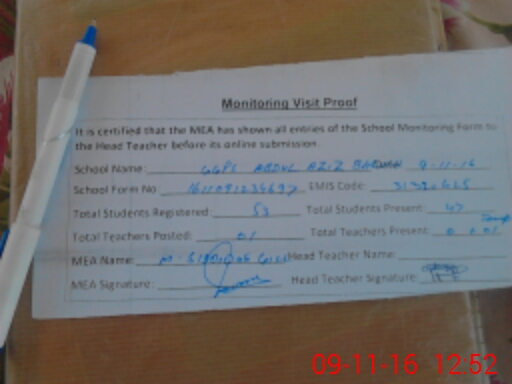 Monitoring Visit Proof
It is certified that the MEA has shown all entries of the School Monitoring Form to
the Head Teacher before its online submission.
School Name: GGPS ABDUL AZIZ 9-11-16
School Form No EMIS Code:
Total Students Registered: 53 Total Students Present: 47
Total Teachers Posted: 01 Total Teachers Present: 0
MEA Name: Head Teacher Name:
MEA Signature: Head Teacher Signature:
09-11-16 12:52